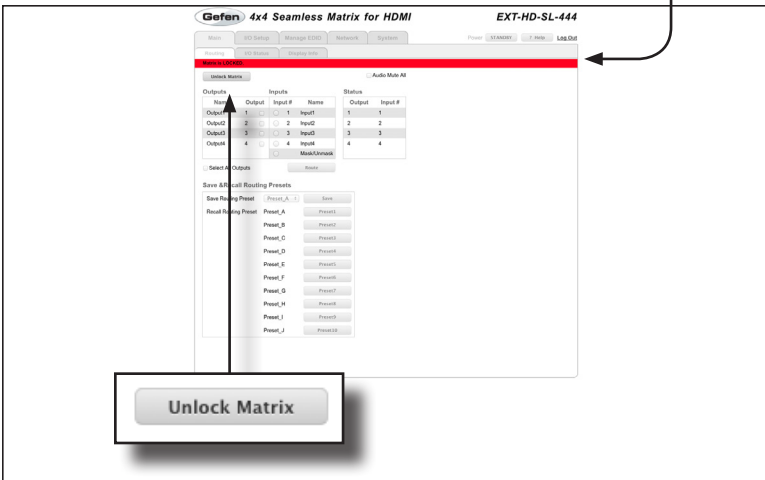 Gefen 4x4 Seamless Matrix for HDMI EXT-HD-SL-444
Main I/O Setup Manage EDID Network System Power STANDBY ? Help Log Out
Routing I/O Status Display Info
Matrix is LOCKED.
Unlock Matrix Audio Mute All
Outputs Inputs Status
Name Output Input # Name Output Input #
Output1 1 1 Input1 1 1
Output2 2 2 Input2 2 2
Output3 3 3 Input3 3 3
Output4 4 4 Input4 4 4
Mask/Unmask
Select All Outputs Route
Save &Recall Routing Presets
Save Routing Preset Preset_A Save
Recall Routing Preset Preset_A Preset1
Preset_B Preset2
Preset_C Preset3
Preset_D Preset4
Preset_E Preset5
Preset_F Preset6
Preset_G Preset7
Preset_H Preset8
Preset_I Preset9
Preset_J Preset10
Unlock Matrix